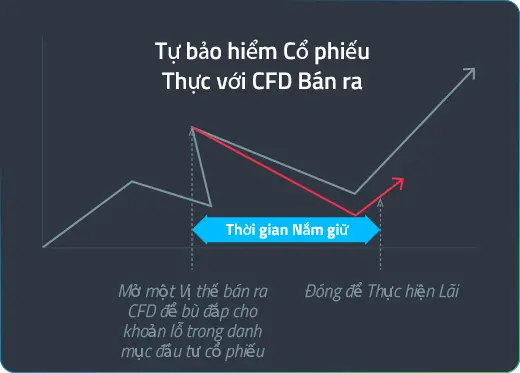 Tự bảo hiểm Cổ phiếu
Thực với CFD Bán ra
Thời gian Nắm giữ
Mở một Vị thế bán ra
CFD để bù đắp cho
khoản lỗ trong danh
mục đầu tư cổ phiếu
Đóng để Thực hiện Lãi